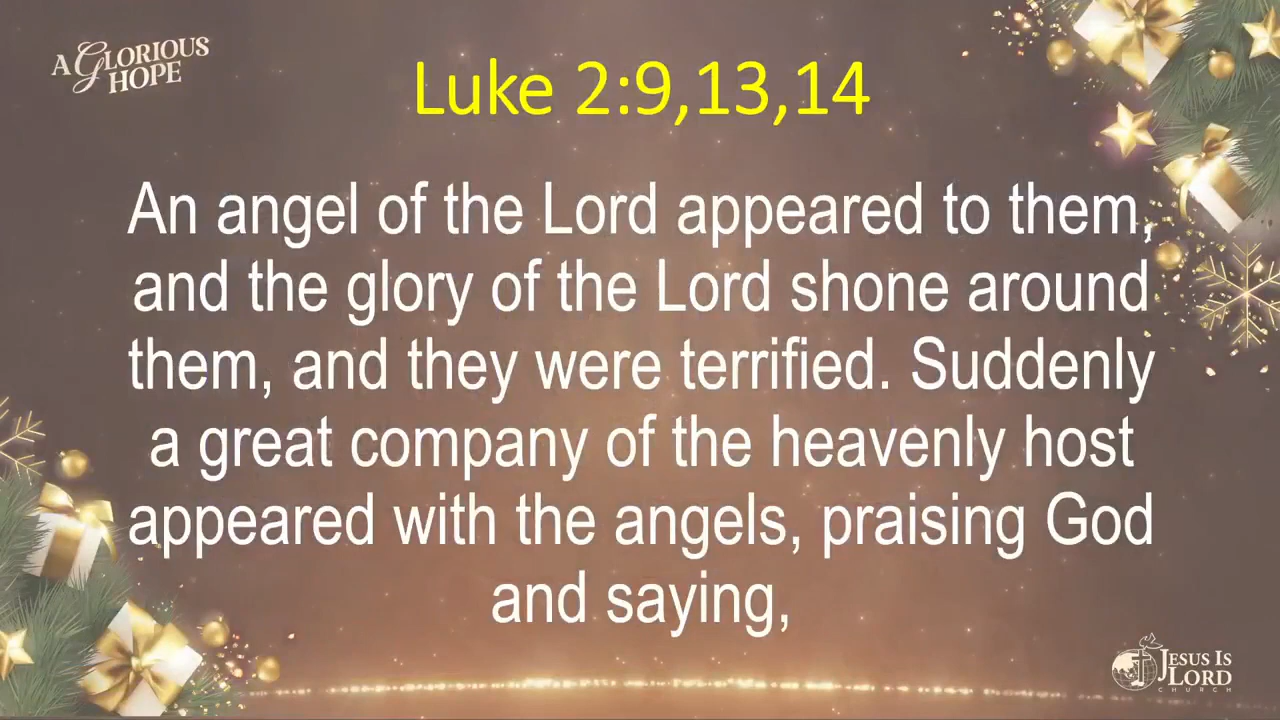 A GLORIOUS
HOPE
Luke 2:9,13,14
An angel of the Lord appeared to them,
and the glory of the Lord shone around
them, and they were terrified. Suddenly
a great company of the heavenly host
appeared with the angels, praising God
and saying,
JESUS IS
LORD
CHURCH